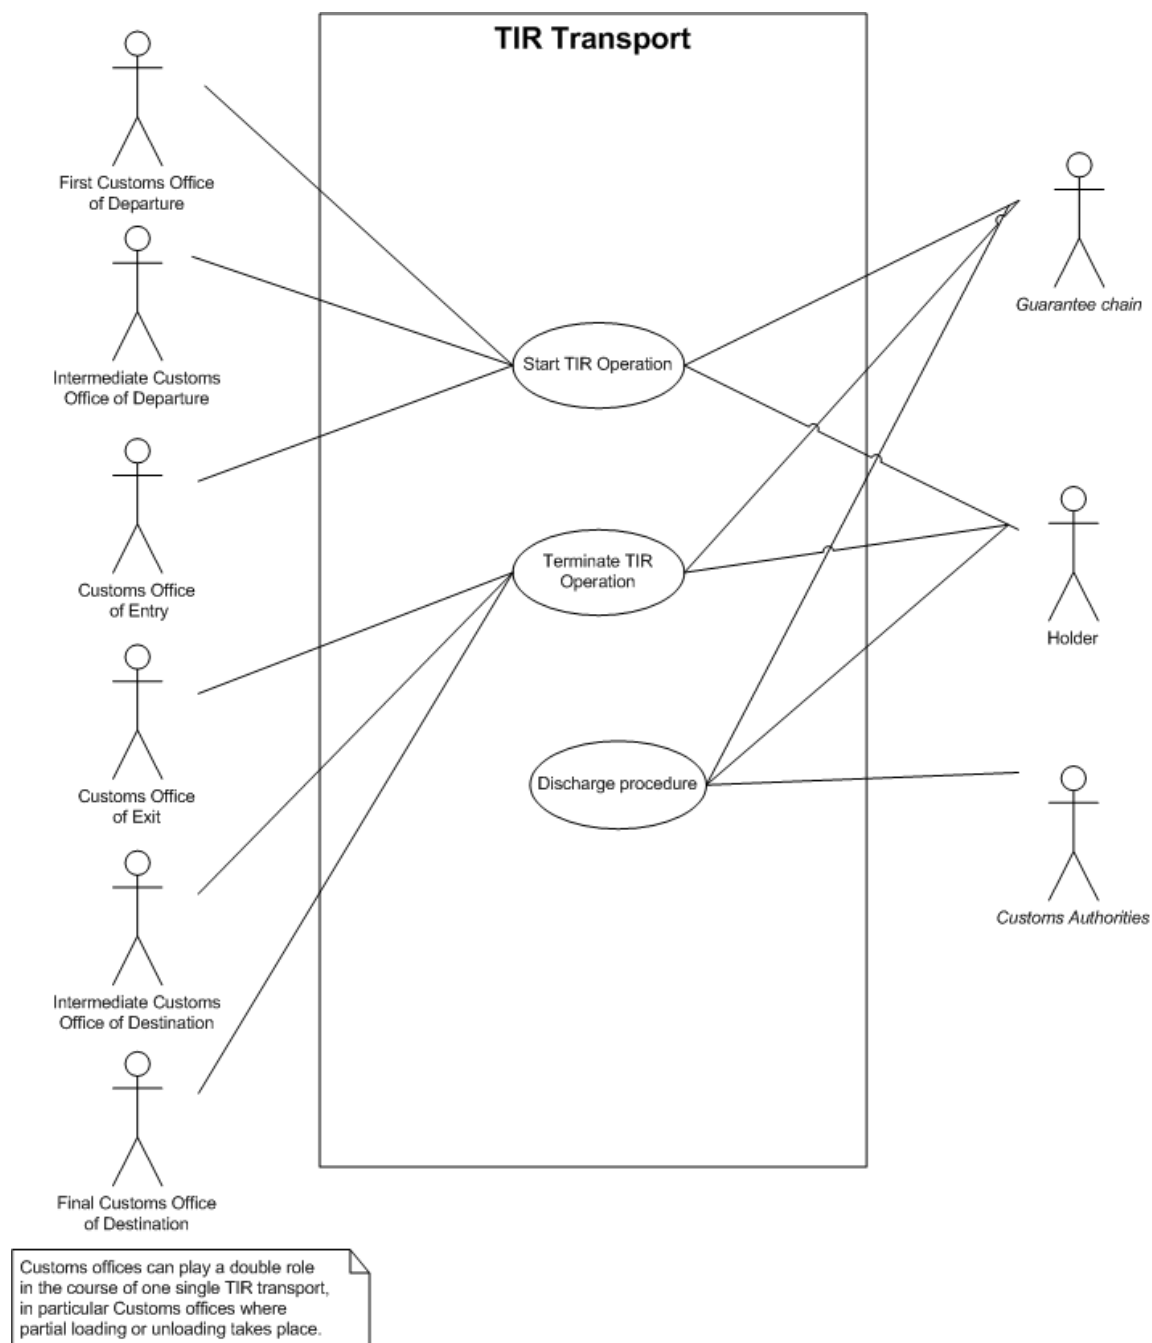 TIR Transport
First Customs Office
of Departure
Intermediate Customs
Office of Departure
Customs Office
of Entry
Customs Office
of Exit
Intermediate Customs
Office of Destination
Final Customs Office
of Destination
Start TIR Operation
Terminate TIR
Operation
Discharge procedure
Guarantee chain
Holder
Customs Authorities
Customs offices can play a double role
in the course of one single TIR transport,
in particular Customs offices where
partial loading or unloading takes place.